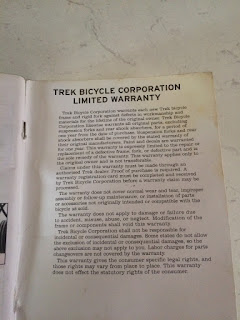 TREK BICYCLE CORPORATION
LIMITED WARRANTY
Trek Bicycle Corporation warrants each new Trek bicycle
frame and rigid fork against defects in workmanship and
materials for the lifetime of the original owner. Trek Bicycle
Corporation likewise warrants all original parts, excluding
suspension forks and rear shock absorbers, for a period of
one year from the date of purchase. Suspension forks and rear
shock absorbers shall be covered by the stated warranty of
their original manufacturers. Paint and decals are warranted
for one year. This warranty is expressly limited to the repair or
replacement of a defective frame, fork, or defective part and is
the sole remedy of the warranty. This warranty applies only to
the original owner and is not transferable.
Claims under this warranty must be made through an
authorized Trek dealer. Proof of purchase is required. A
warranty registration card must be completed and received
by Trek Bicycle Corporation before a warranty claim may be
processed.
The warranty does not cover normal wear and tear, improper
assembly or follow-up maintenance, or installation of parts
or accessories not originally intended or compatible with the
bicycle as sold.
The warranty does not apply to damage or failure due
to accident, misuse, abuse, or neglect. Modification of the
frame or components shall void this warranty.
Trek Bicycle Corporation shall not be responsible for
incidental or consequential damages. Some states do not allow
the exclusion of incidental or consequential damages, so the
above exclusion may not apply to you. Labor charges for parts
changeovers are not covered by the warranty.
This warranty gives the consumer specific legal rights, and
those rights may vary from place to place. This warranty
does not effect the statutory rights of the consumer.